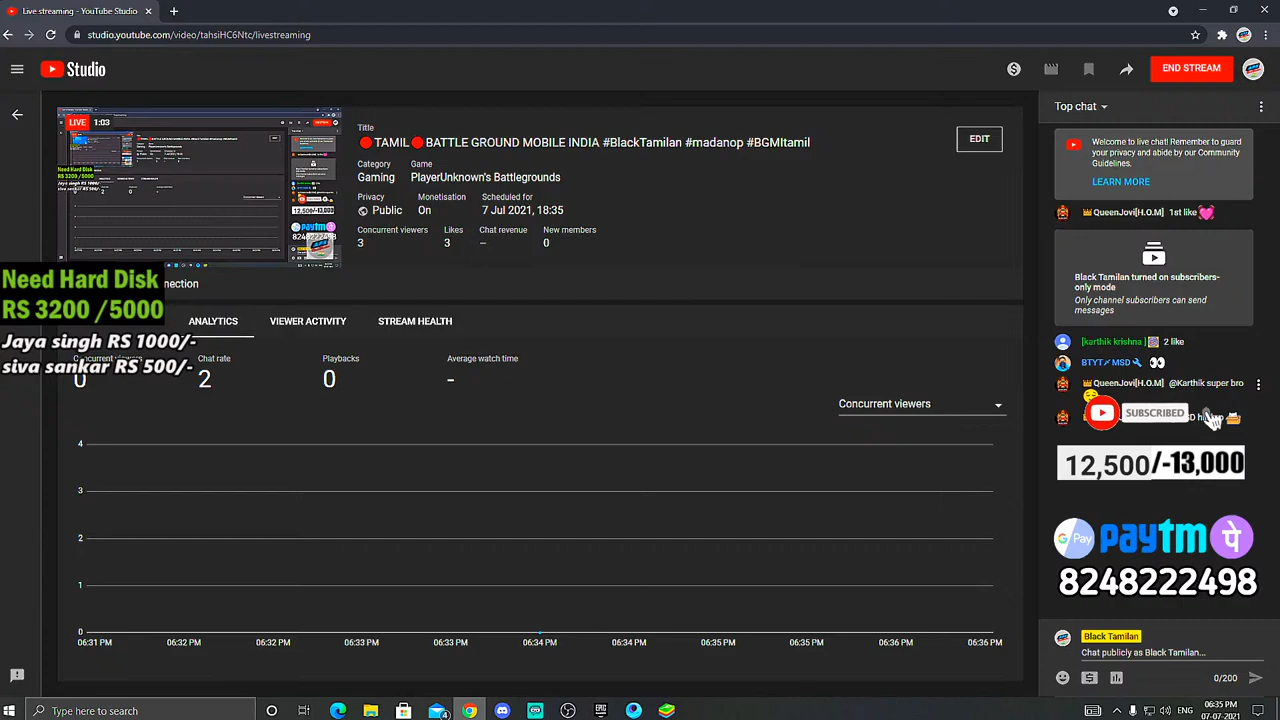 Live streaming - YouTube Studio
studio.youtube.com/video/tahsiHC6Ntc/livestreaming
Studio
END STREAM
LIVE 1:03
Title
🔴TAMIL🔴BATTLE GROUND MOBILE INDIA #BlackTamilan #madanop #BGMItamil
EDIT
Category
Game
Gaming
PlayerUnknown's Battlegrounds
Privacy
Monetisation
Scheduled for
Public
On
7 Jul 2021, 18:35
Concurrent viewers
Likes
Chat revenue
New members
3
3
–
0
Need Hard Disk
RS 3200 /5000
Jaya singh RS 1000/-
siva sankar RS 500/-
nnection
ANALYTICS
VIEWER ACTIVITY
STREAM HEALTH
Concurrent viewers
Chat rate
Playbacks
Average watch time
0
2
0
-
Concurrent viewers
4
3
2
1
0
06:31 PM
06:32 PM
06:32 PM
06:33 PM
06:33 PM
06:34 PM
06:34 PM
06:35 PM
06:35 PM
06:36 PM
06:36 PM
Top chat
Welcome to live chat! Remember to guard
your privacy and abide by our Community
Guidelines.
LEARN MORE
QueenJovi[H.O.M] 1st like 💓
Black Tamilan turned on subscribers-
only mode
Only channel subscribers can send
messages
[karthik krishna] 2 like
BTYT MSD 👀
QueenJovi[H.O.M] @Karthik super bro
SUBSCRIBED
12,500/-13,000
G Pay paytm पे
8248222498
Black Tamilan
Chat publicly as Black Tamilan...
0/200
Type here to search
4
ENG
06:35 PM
07-07-2021